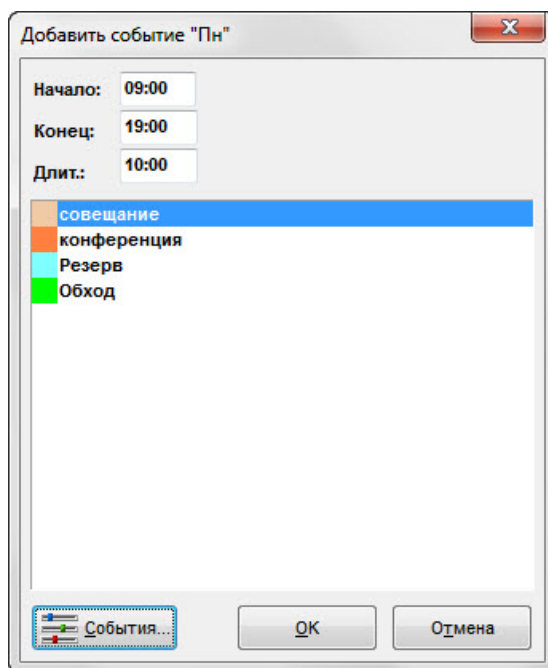 Добавить событие "Пн"
Начало: 09:00
Конец: 19:00
Длит.: 10:00
совещание
конференция
Резерв
Обход
События... OK Отмена